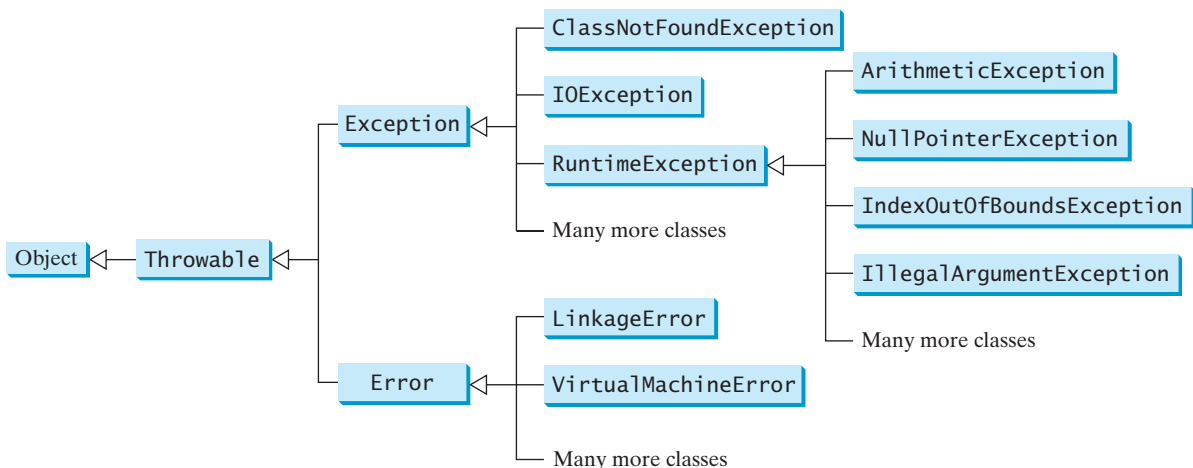 ClassNotFoundException
ArithmeticException
IOException
Exception
NullPointerException
RuntimeException
IndexOutOfBoundsException
Many more classes
Object
Throwable
IllegalArgumentException
LinkageError
Many more classes
Error
VirtualMachineError
Many more classes